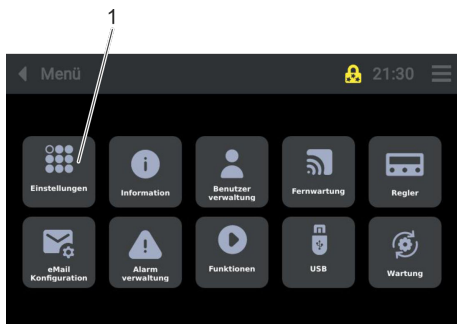 1
Menü
21:30
Einstellungen
Information
Benutzer
verwaltung
Fernwartung
Regler
eMail
Konfiguration
Alarm
verwaltung
Funktionen
USB
Wartung